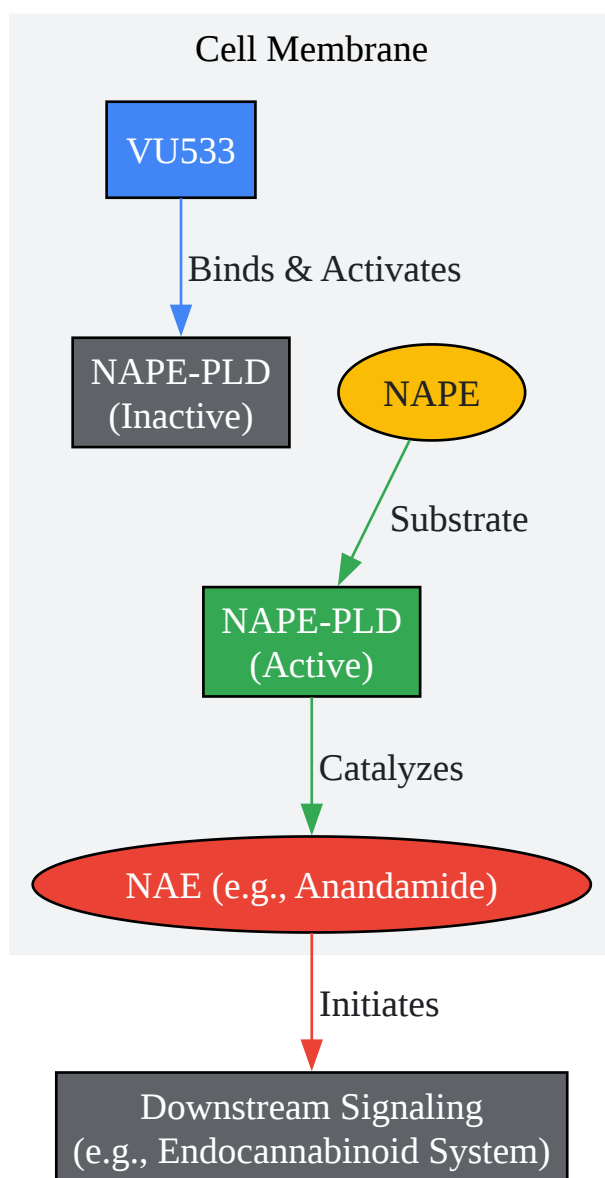 Cell Membrane
VU533
Binds & Activates
NAPE-PLD
(Inactive)
NAPE
Substrate
NAPE-PLD
(Active)
Catalyzes
NAE (e.g., Anandamide)
Initiates
Downstream Signaling
(e.g., Endocannabinoid System)